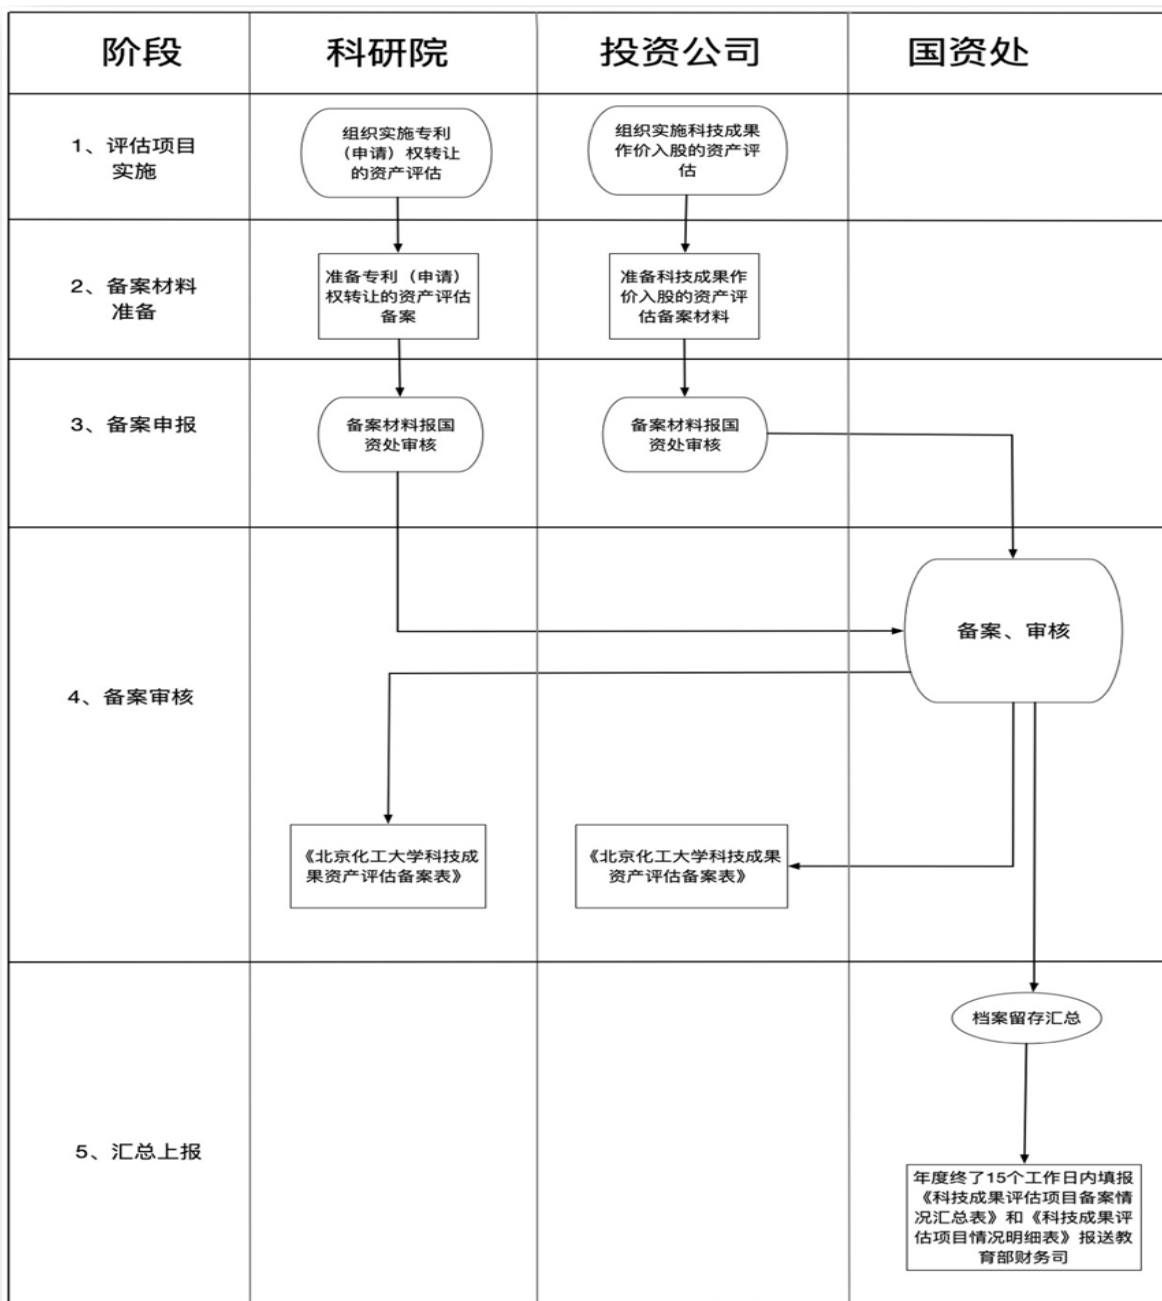 阶段
科研院
投资公司
国资处
1、评估项目
实施
组织实施专利
（申请）权转让
的资产评估
组织实施科技成果
作价入股的资产评
估
2、备案材料
准备
准备专利（申请）
权转让的资产评估
备案
准备科技成果作
价入股的资产评
估备案材料
3、备案申报
备案材料报国
资处审核
备案材料报国
资处审核
4、备案审核
备案、审核
《北京化工大学科技成
果资产评估备案表》
《北京化工大学科技成果
资产评估备案表》
5、汇总上报
档案留存汇总
年度终了15个工作日内填报
《科技成果评估项目备案情
况汇总表》和《科技成果评
估项目情况明细表》报送教
育部财务司